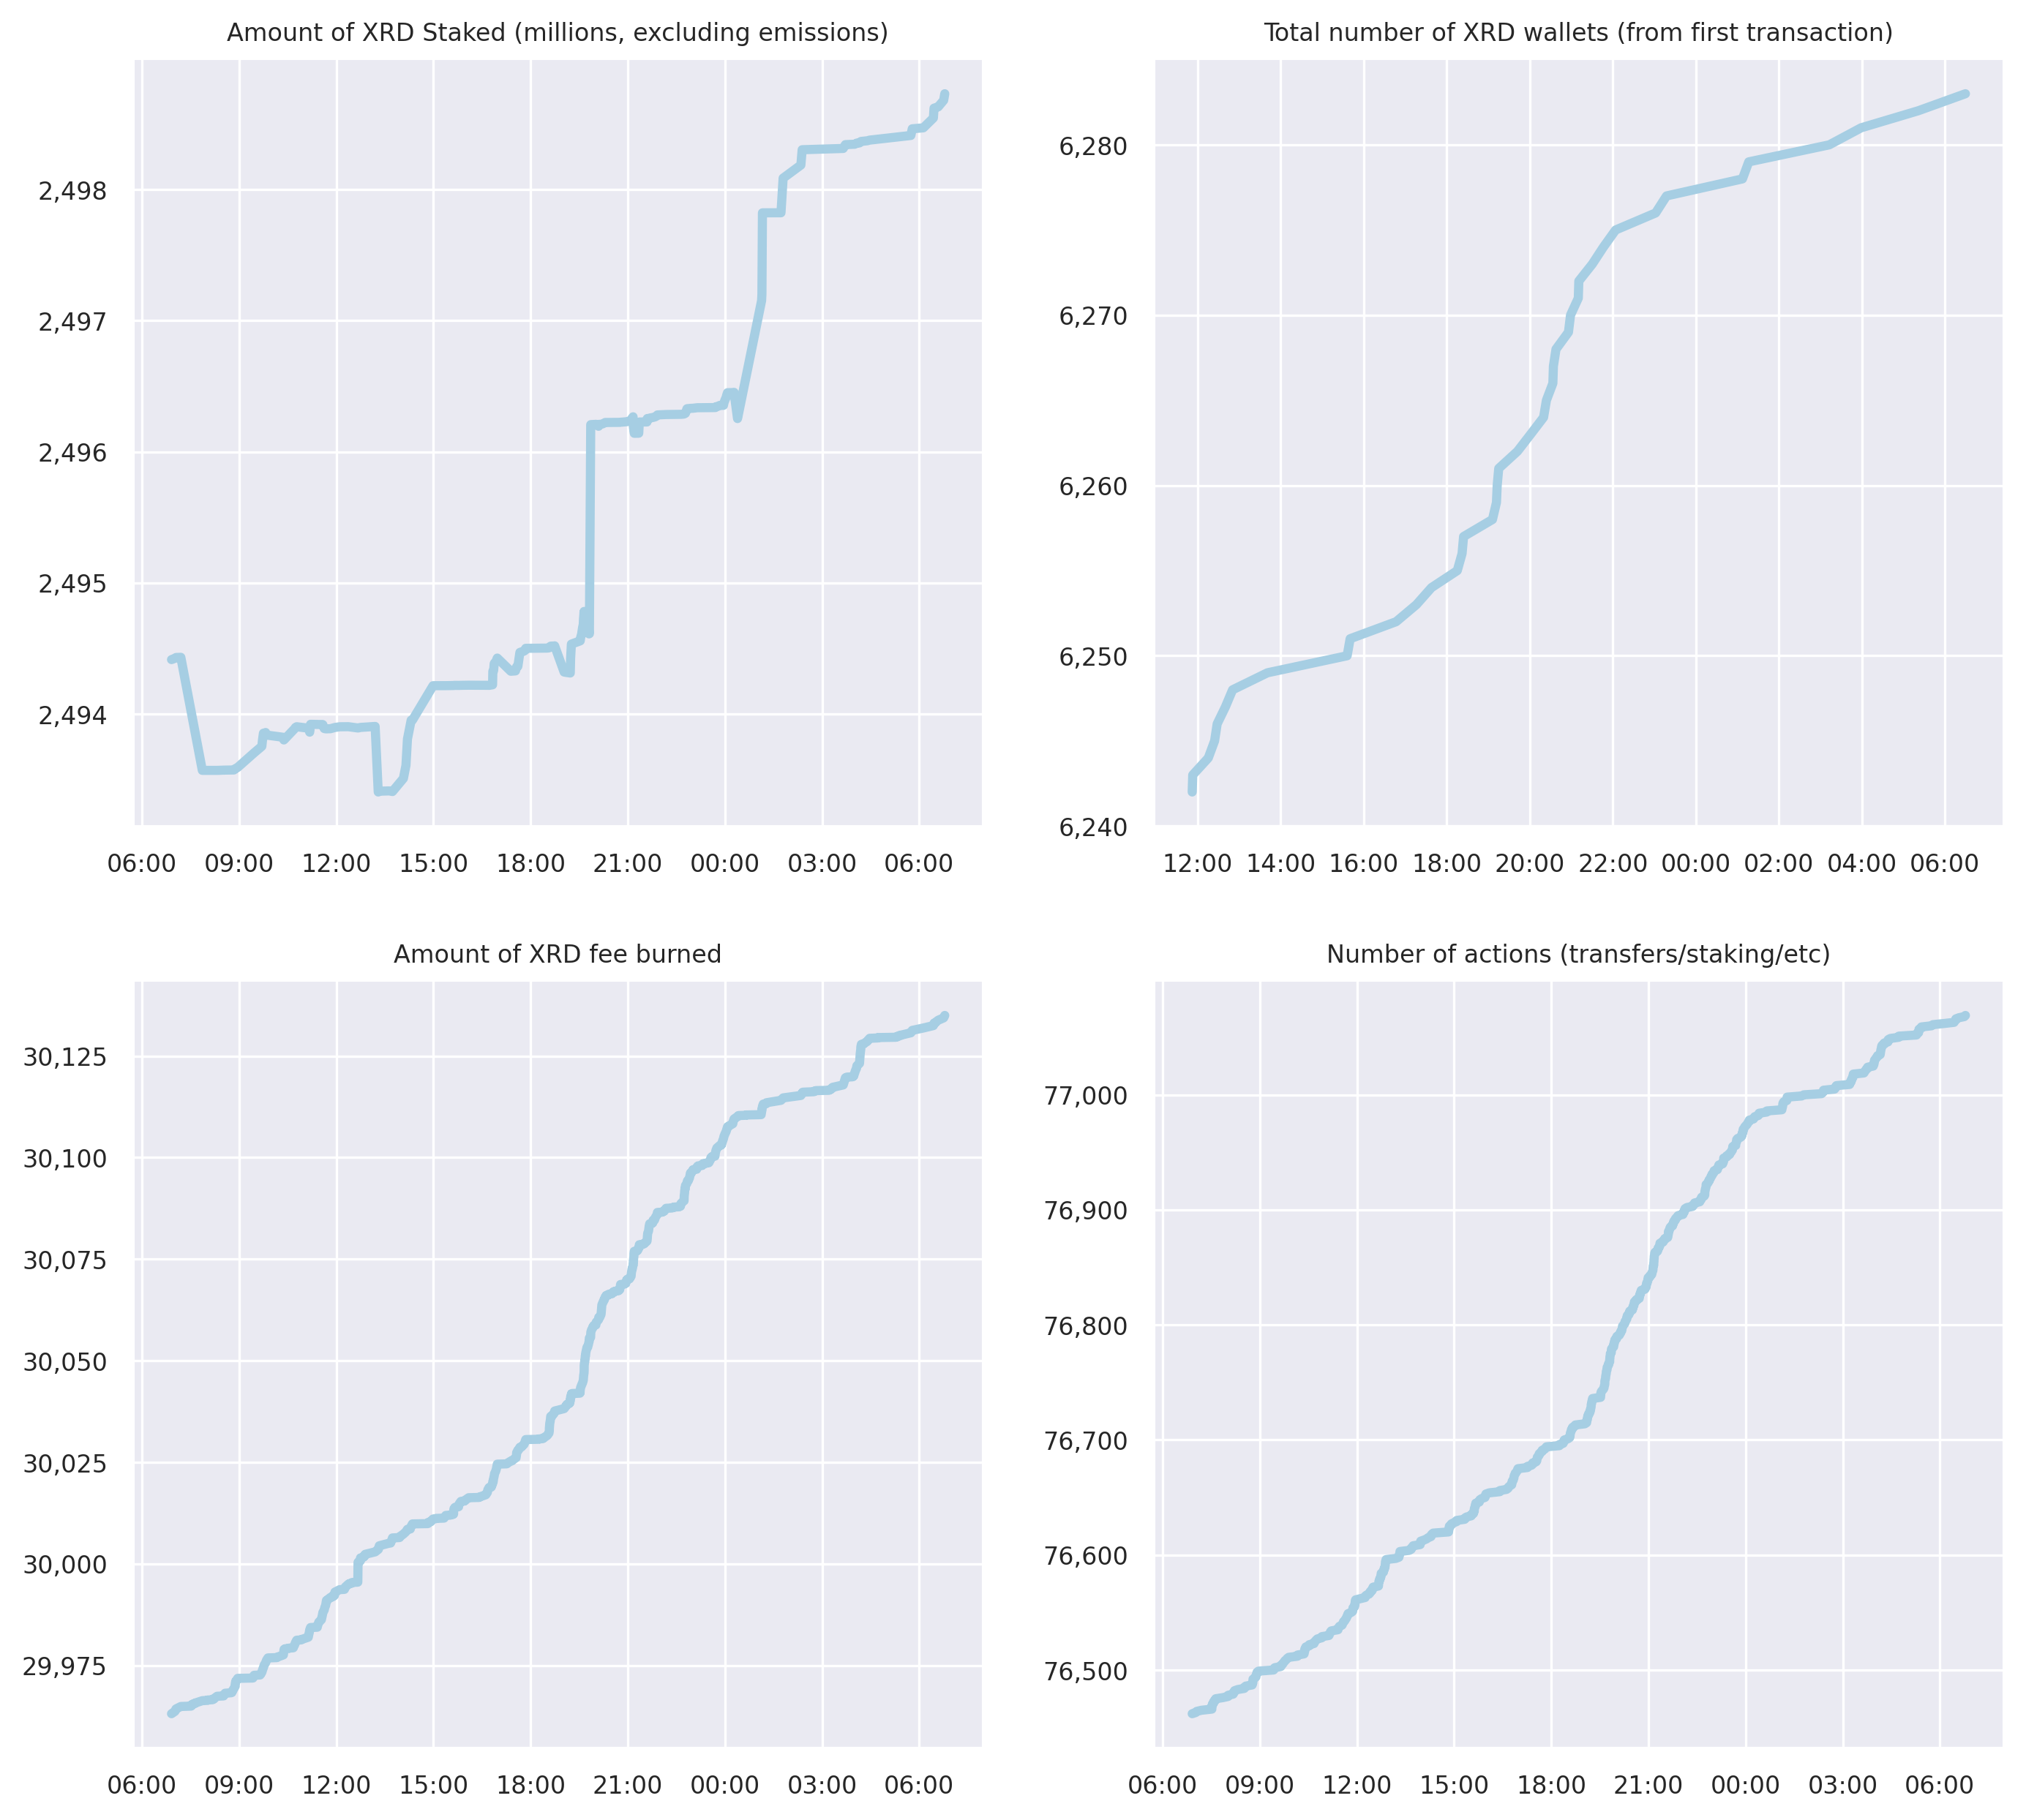 Amount of XRD Staked (millions, excluding emissions)
2,498
2,497
2,496
2,495
2,494
06:00 09:00 12:00 15:00 18:00 21:00 00:00 03:00 06:00
Total number of XRD wallets (from first transaction)
6,280
6,270
6,260
6,250
6,240
12:00 14:00 16:00 18:00 20:00 22:00 00:00 02:00 04:00 06:00
Amount of XRD fee burned
30,125
30,100
30,075
30,050
30,025
30,000
29,975
06:00 09:00 12:00 15:00 18:00 21:00 00:00 03:00 06:00
Number of actions (transfers/staking/etc)
77,000
76,900
76,800
76,700
76,600
76,500
06:00 09:00 12:00 15:00 18:00 21:00 00:00 03:00 06:00